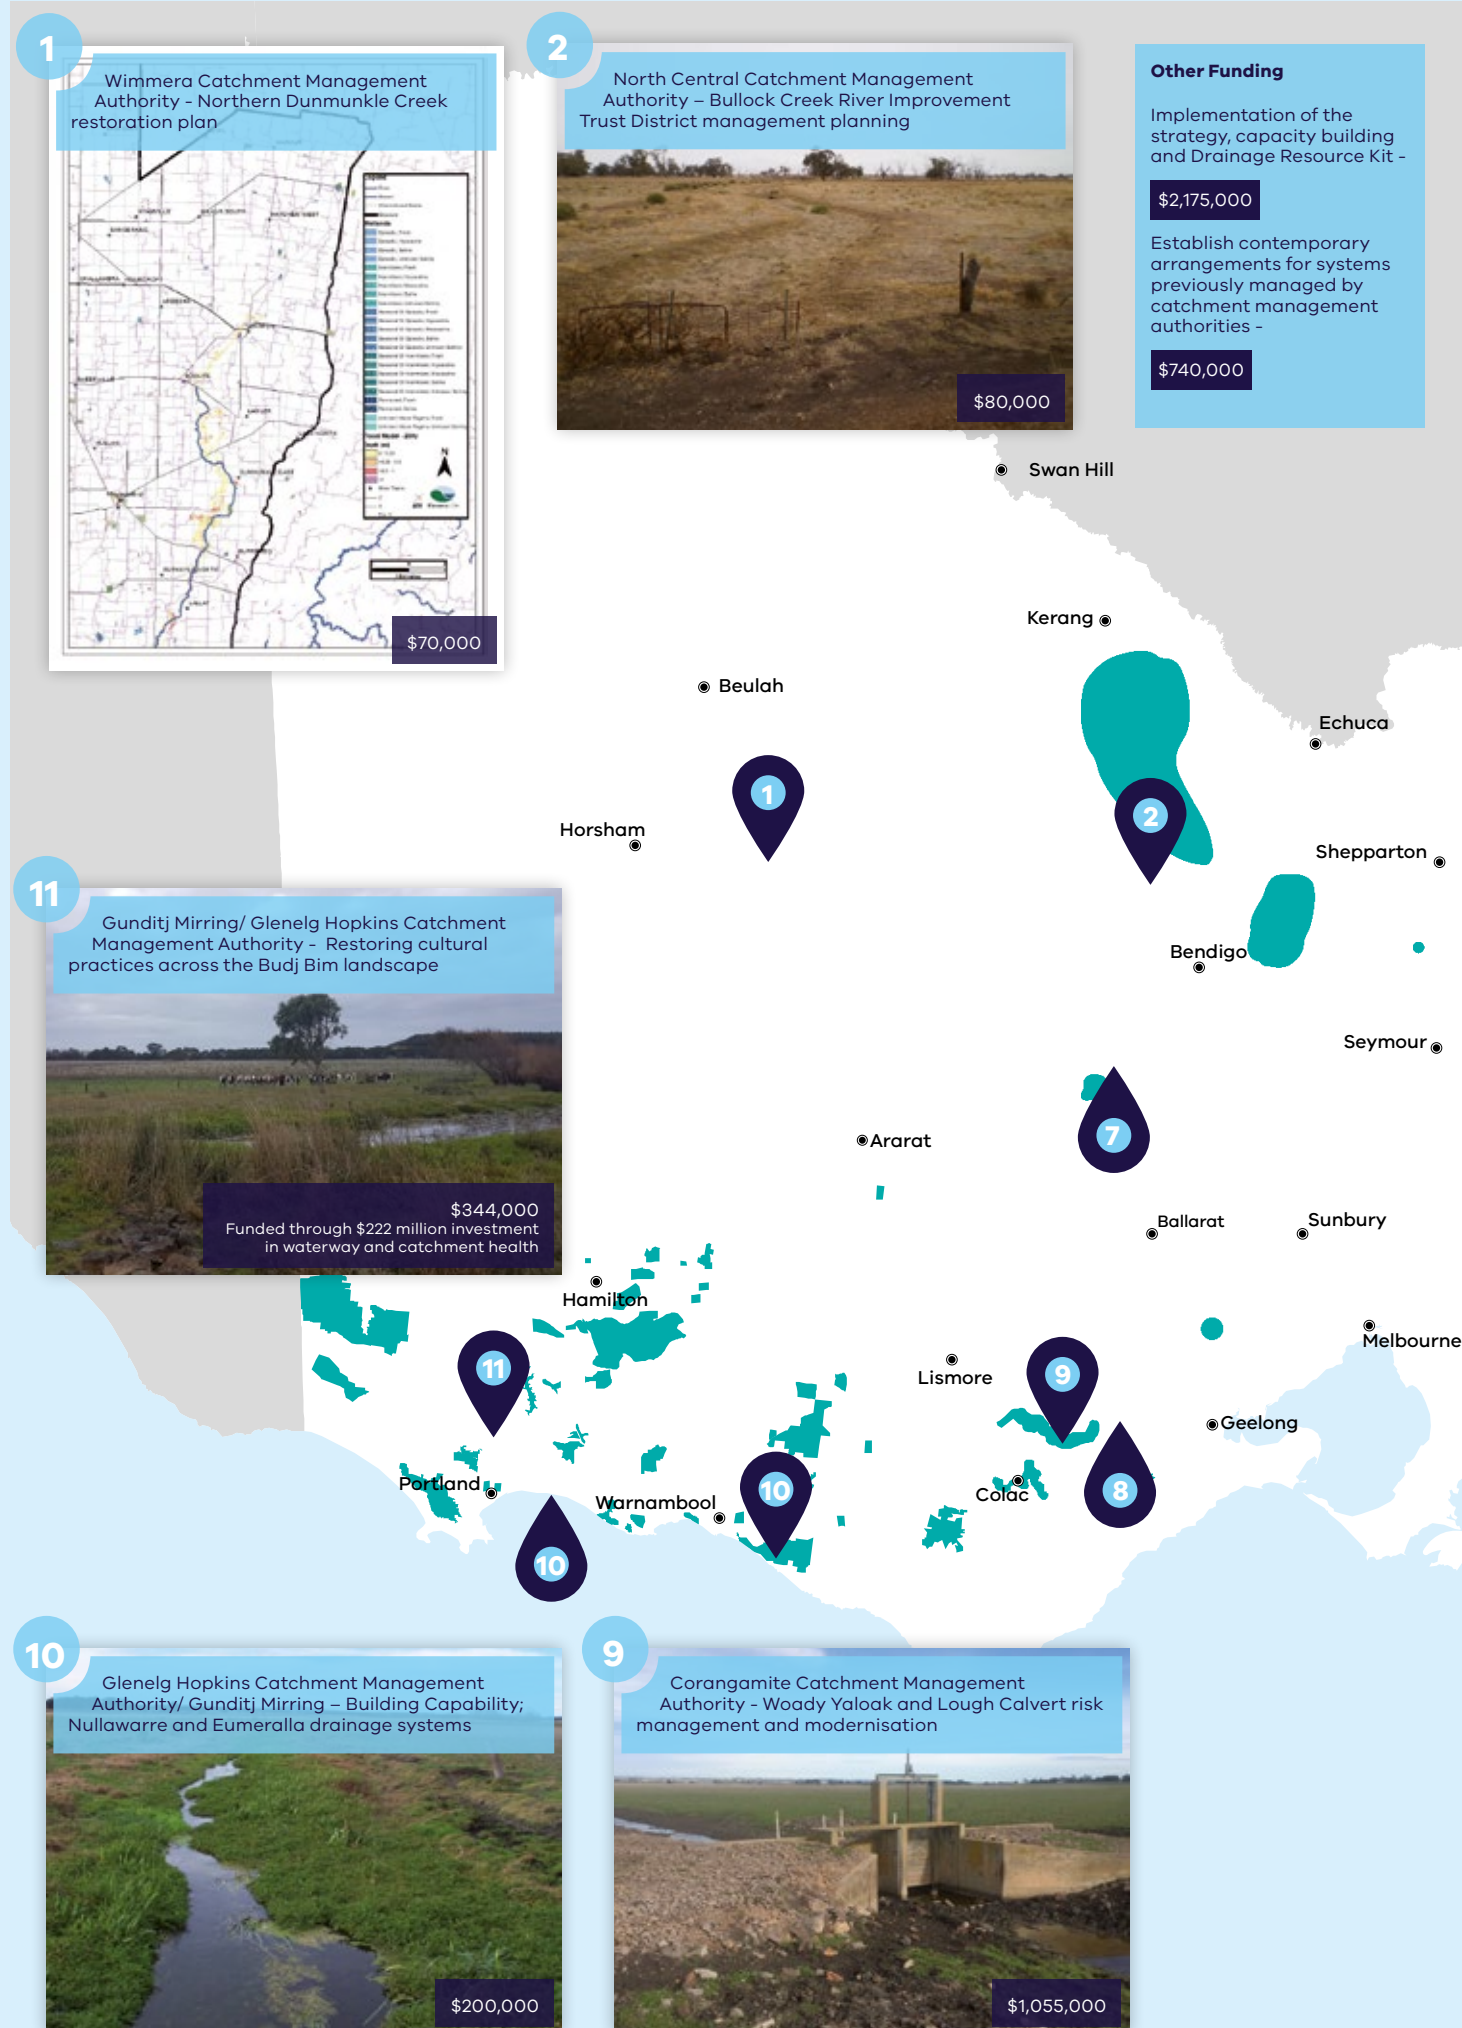 1
Wimmera Catchment Management
Authority - Northern Dunmunkle Creek
restoration plan
N
$70,000
2
North Central Catchment Management
Authority – Bullock Creek River Improvement
Trust District management planning
$80,000
Other Funding
Implementation of the
strategy, capacity building
and Drainage Resource Kit -
$2,175,000
Establish contemporary
arrangements for systems
previously managed by
catchment management
authorities -
$740,000
Swan Hill
Kerang
Beulah
Echuca
1
2
Horsham
Shepparton
11
Gunditj Mirring/ Glenelg Hopkins Catchment
Management Authority - Restoring cultural
practices across the Budj Bim landscape
$344,000
Funded through $222 million investment
in waterway and catchment health
Bendigo
Seymour
7
Ararat
Ballarat
Sunbury
Hamilton
Melbourne
11
Lismore
9
Geelong
Portland
Warnambool
10
Colac
8
10
10
Glenelg Hopkins Catchment Management
Authority/ Gunditj Mirring – Building Capability;
Nullawarre and Eumeralla drainage systems
$200,000
9
Corangamite Catchment Management
Authority - Woady Yaloak and Lough Calvert risk
management and modernisation
$1,055,000